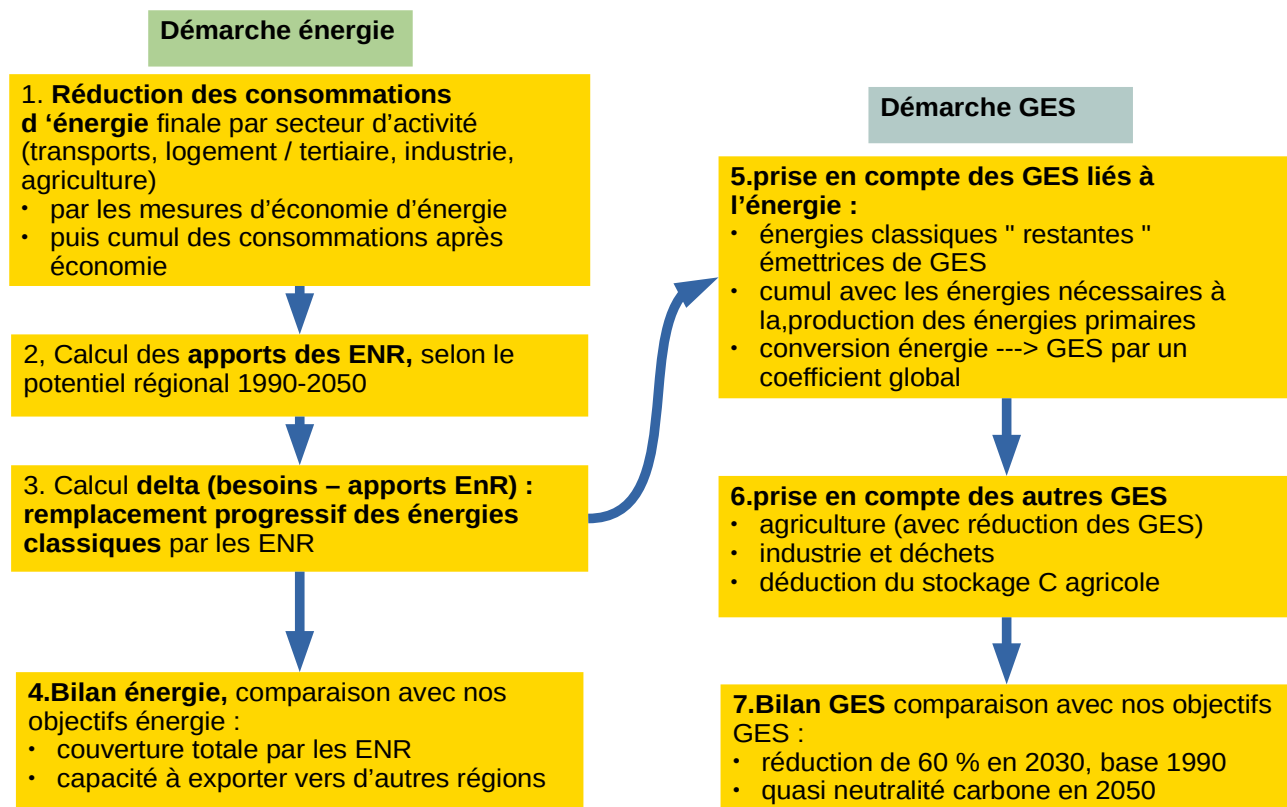 Démarche énergie
1. Réduction des consommations
d ‘énergie finale par secteur d’activité
(transports, logement / tertiaire, industrie,
agriculture)
• par les mesures d’économie d’énergie
• puis cumul des consommations après
économie
2, Calcul des apports des ENR, selon le
potentiel régional 1990-2050
3. Calcul delta (besoins – apports EnR) :
remplacement progressif des énergies
classiques par les ENR
4.Bilan énergie, comparaison avec nos
objectifs énergie :
• couverture totale par les ENR
• capacité à exporter vers d’autres régions
Démarche GES
5.prise en compte des GES liés à
l’énergie :
• énergies classiques " restantes "
émettrices de GES
• cumul avec les énergies nécessaires à
la,production des énergies primaires
• conversion énergie ---> GES par un
coefficient global
6.prise en compte des autres GES
• agriculture (avec réduction des GES)
• industrie et déchets
• déduction du stockage C agricole
7.Bilan GES comparaison avec nos objectifs
GES :
• réduction de 60 % en 2030, base 1990
• quasi neutralité carbone en 2050